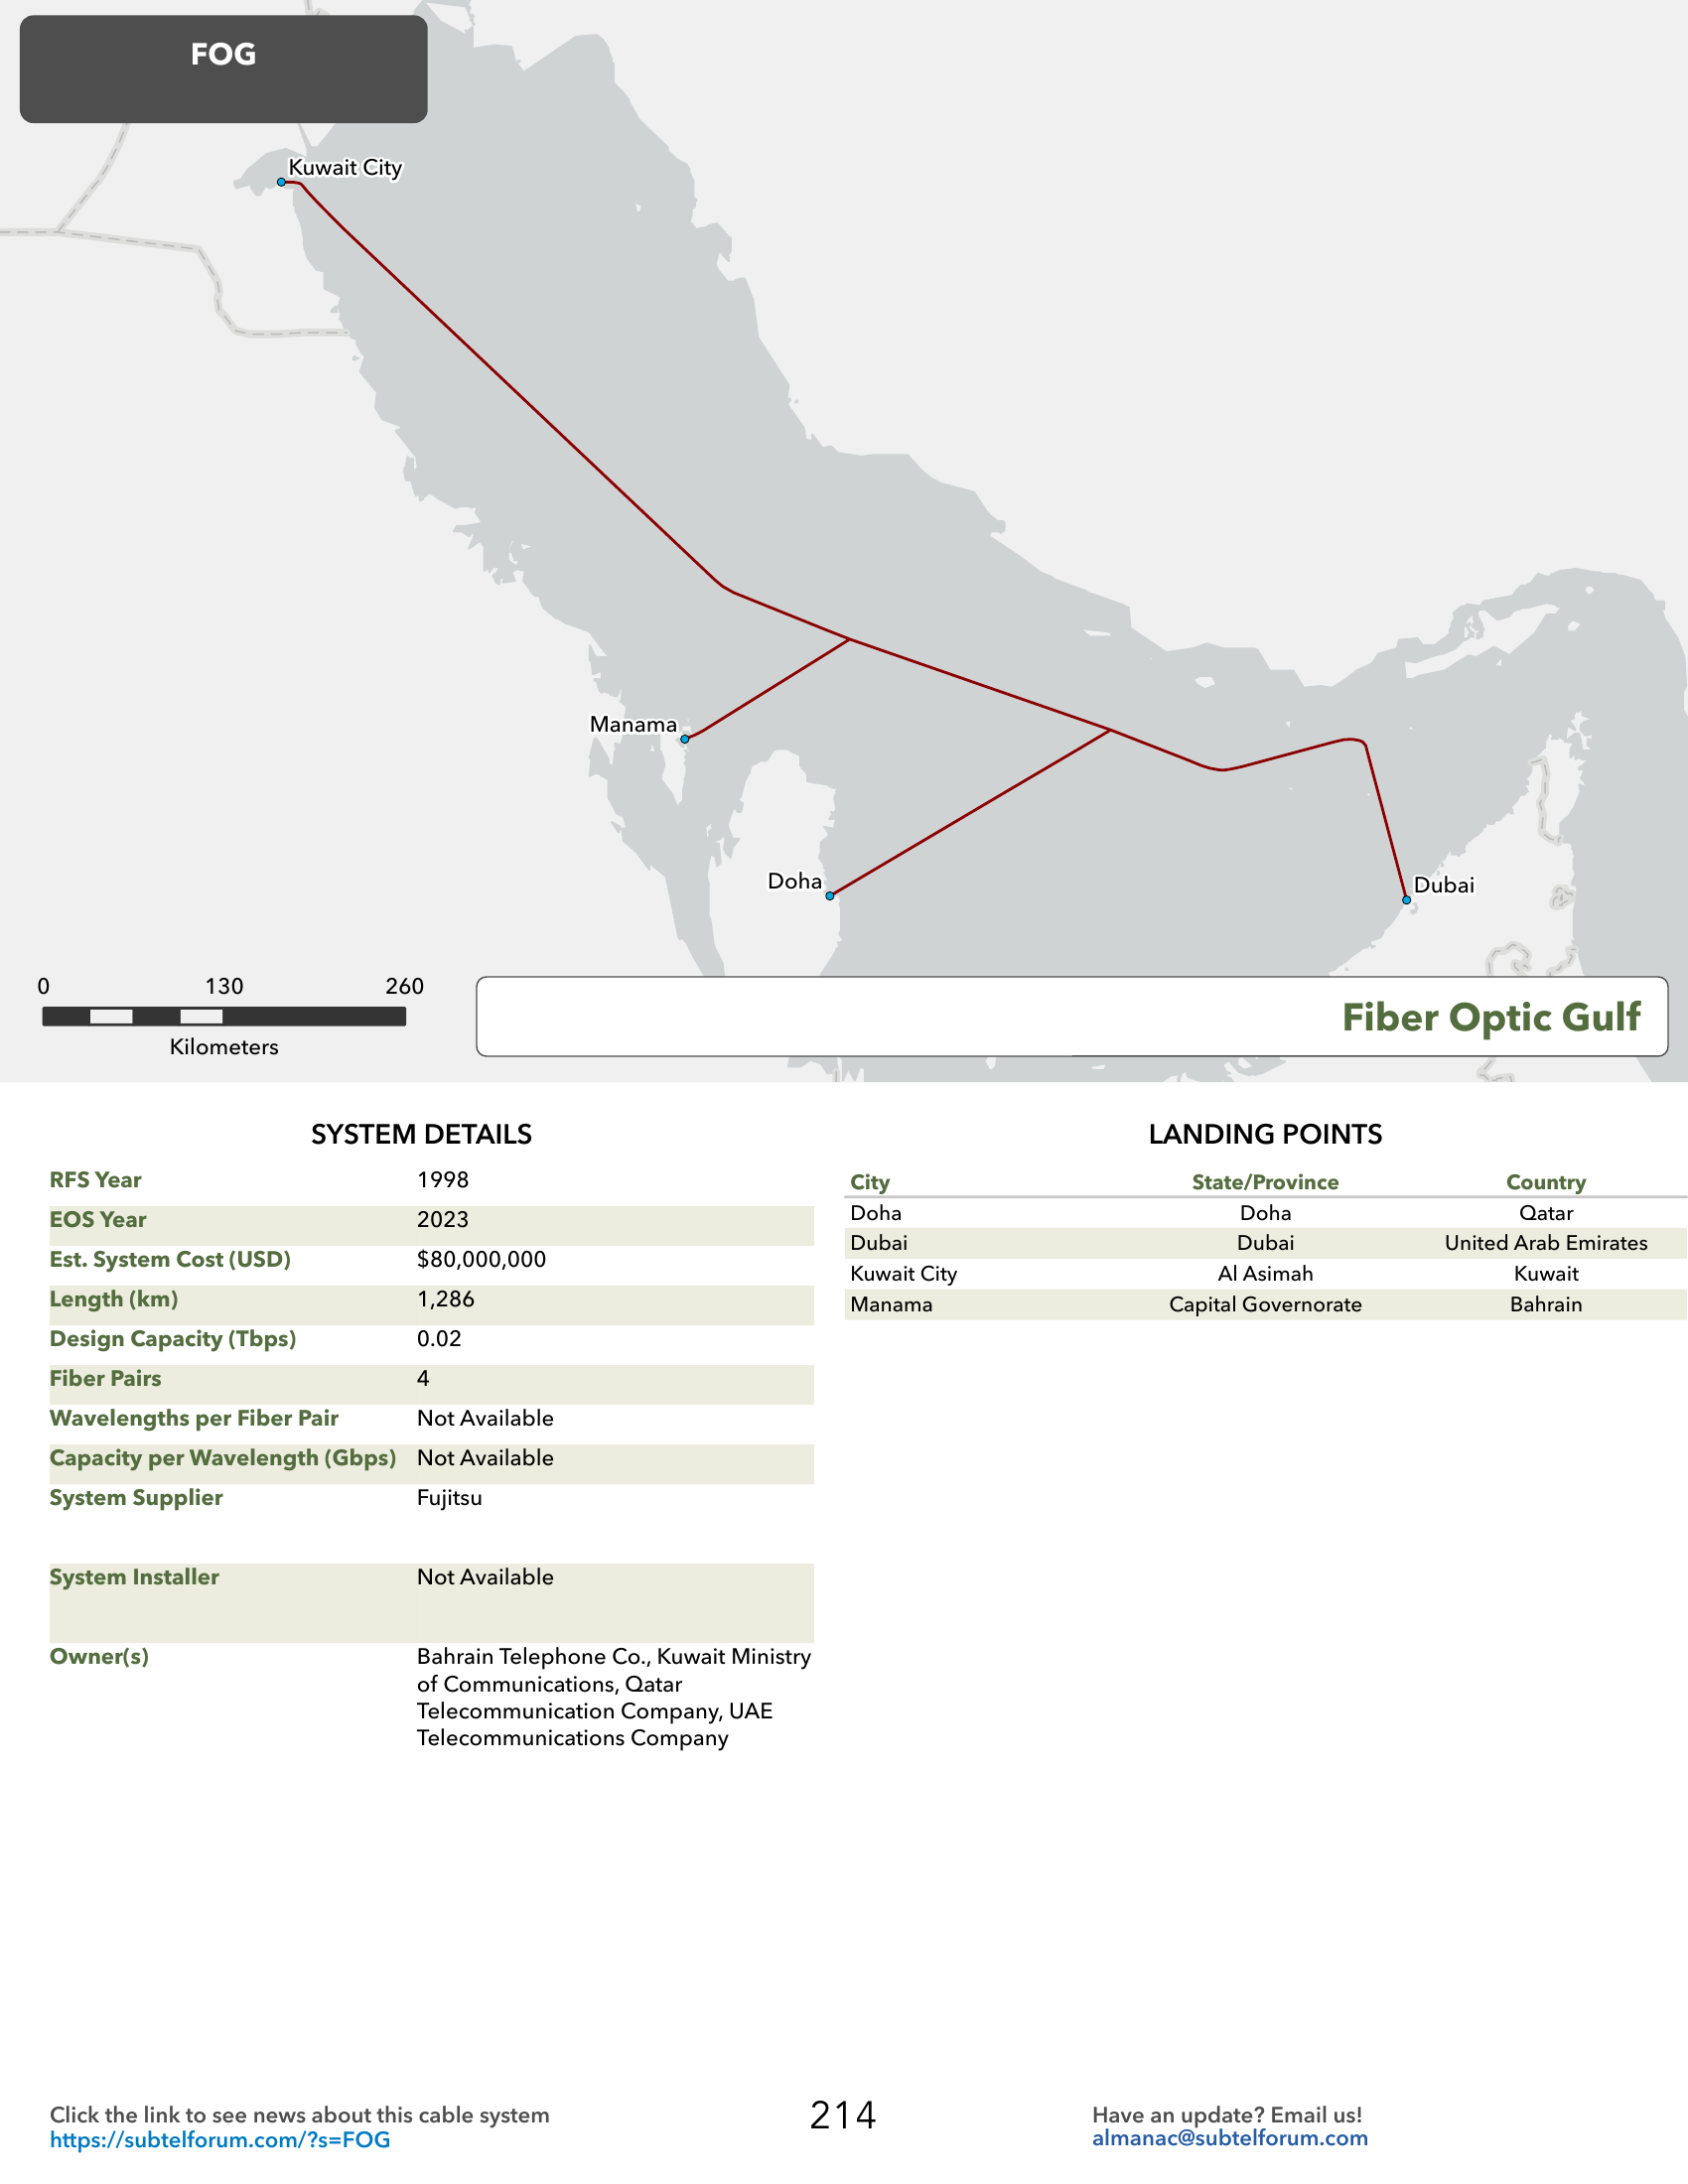 FOG
Kuwait City
Manama
Doha
Dubai
0 130 260
Kilometers
Fiber Optic Gulf
SYSTEM DETAILS
RFS Year 1998
EOS Year 2023
Est. System Cost (USD) $80,000,000
Length (km) 1,286
Design Capacity (Tbps) 0.02
Fiber Pairs 4
Wavelengths per Fiber Pair Not Available
Capacity per Wavelength (Gbps) Not Available
System Supplier Fujitsu
System Installer Not Available
Owner(s) Bahrain Telephone Co., Kuwait Ministry
of Communications, Qatar
Telecommunication Company, UAE
Telecommunications Company
LANDING POINTS
City State/Province Country
Doha Doha Qatar
Dubai Dubai United Arab Emirates
Kuwait City Al Asimah Kuwait
Manama Capital Governorate Bahrain
Click the link to see news about this cable system
https://subtelforum.com/?s=FOG
214
Have an update? Email us!
almanac@subtelforum.com